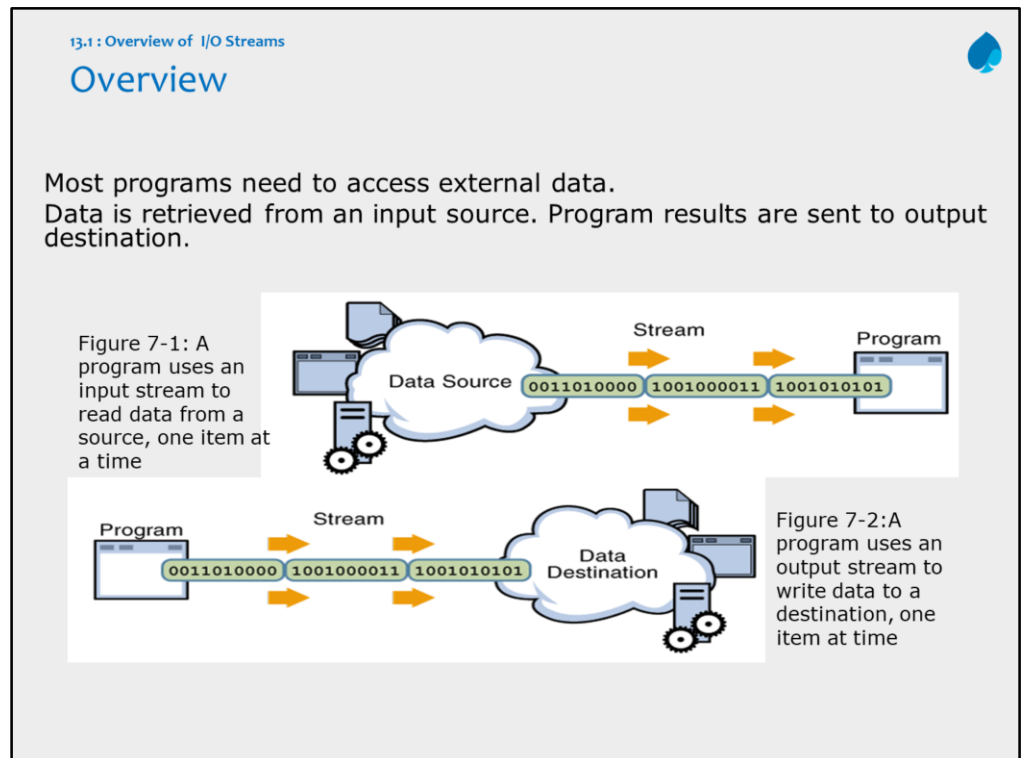 13.1 : Overview of I/O Streams
Overview
Most programs need to access external data.
Data is retrieved from an input source. Program results are sent to output
destination.
Figure 7-1: A
program uses an
input stream to
read data from a
source, one item at
a time
Stream
Program
Data Source
0011010000 1001000011 1001010101
Program
Stream
0011010000 1001000011 1001010101
Data
Destination
Figure 7-2:A
program uses an
output stream to
write data to a
destination, one
item at time